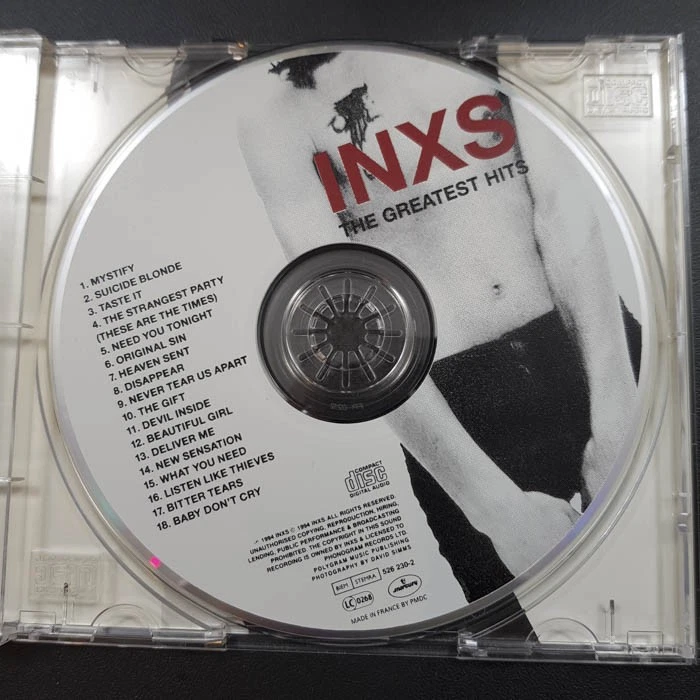 INXS
THE GREATEST HITS
1. MYSTIFY
2. SUICIDE BLONDE
3. TASTE IT
4. THE STRANGEST PARTY
(THESE ARE THE TIMES)
5. NEED YOU TONIGHT
6. ORIGINAL SIN
7. HEAVEN SENT
8. DISAPPEAR
9. NEVER TEAR US APART
10. THE GIFT
11. DEVIL INSIDE
12. BEAUTIFUL GIRL
13. DELIVER ME
14. NEW SENSATION
15. WHAT YOU NEED
16. LISTEN LIKE THIEVES
17. BITTER TEARS
18. BABY DON'T CRY
COMPACT
disc
DIGITAL AUDIO
℗ 1994 INXS © 1994 INXS ALL RIGHTS RESERVED.
UNAUTHORISED COPYING, REPRODUCTION, HIRING,
LENDING, PUBLIC PERFORMANCE & BROADCASTING
PROHIBITED. THE COPYRIGHT IN THIS SOUND
RECORDING IS OWNED BY INXS & LICENSED TO
PHONOGRAM RECORDS LTD.
POLYGRAM MUSIC PUBLISHING
PHOTOGRAPHY BY DAVID SIMMS
BIEM STEMRA 526 230-2
LC 0268 mercury
MADE IN FRANCE BY PMDC
COMPACT
disc